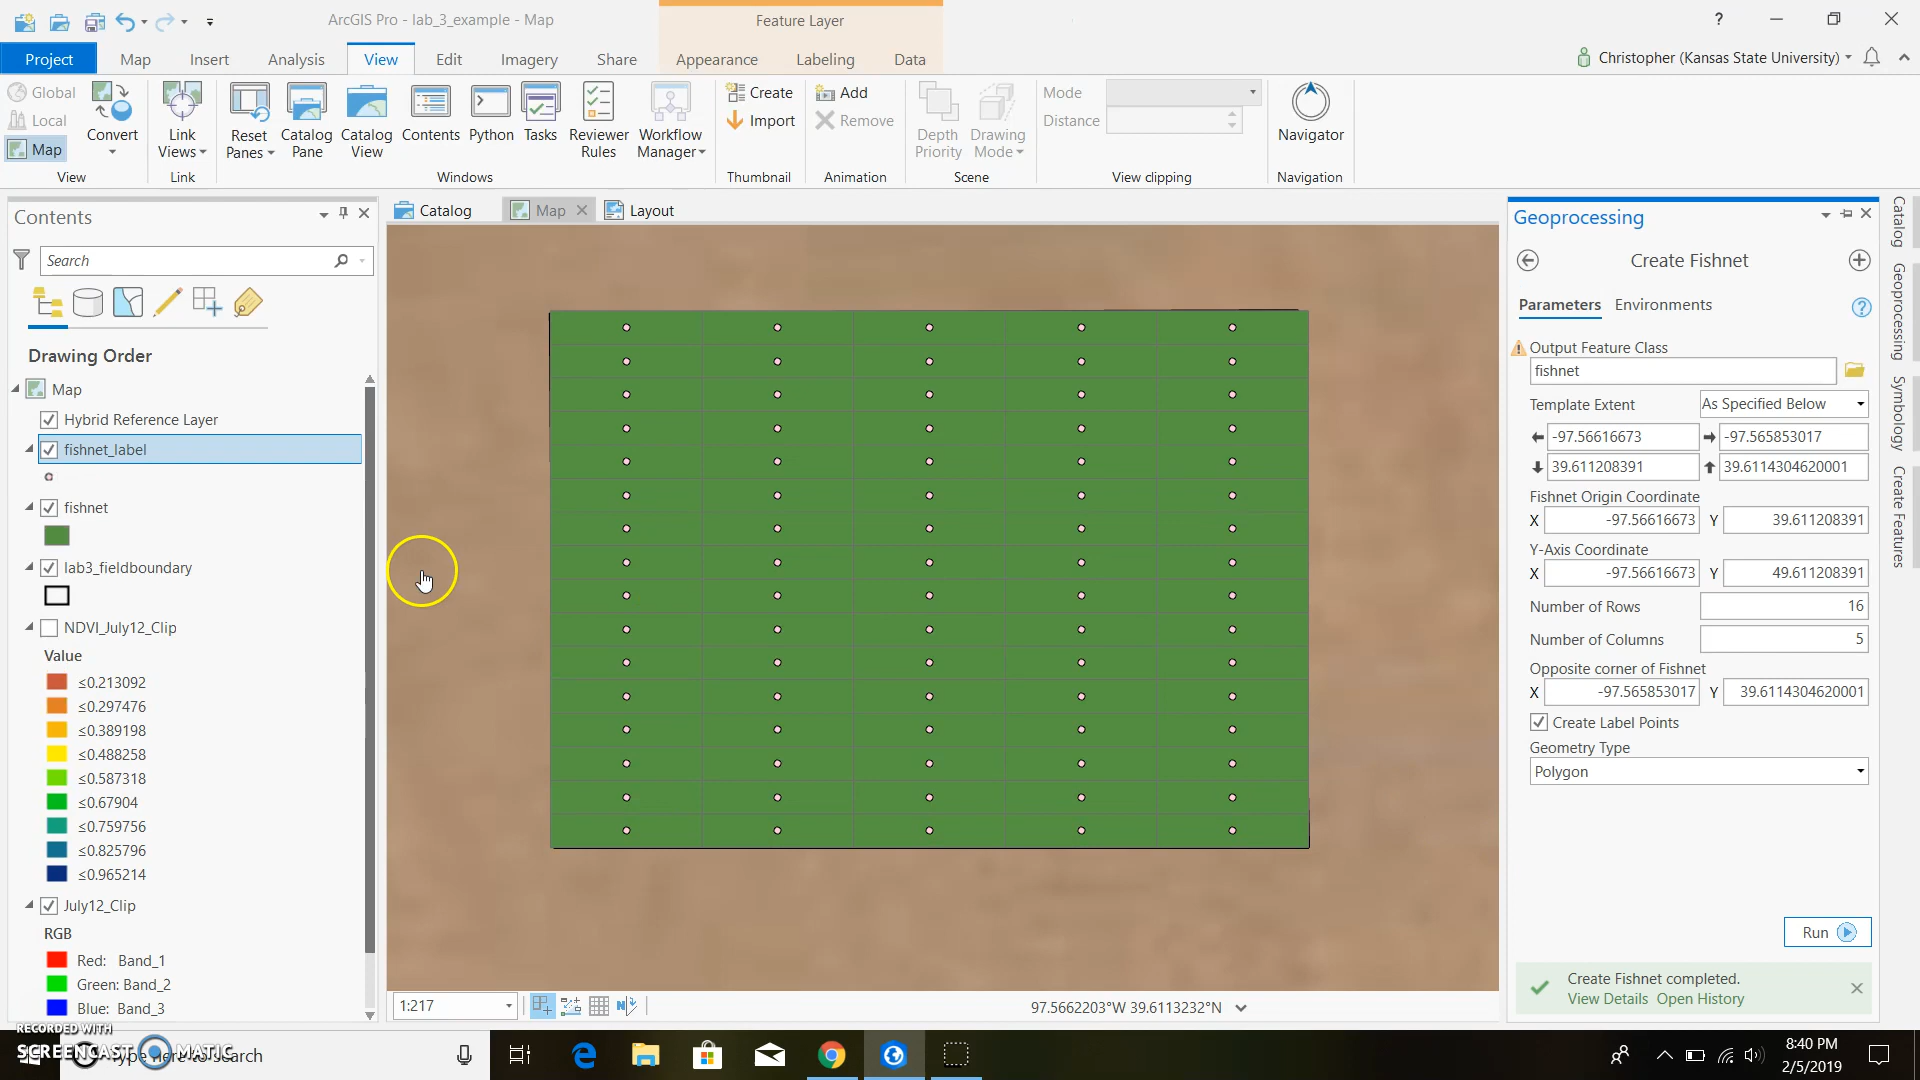 ArcGIS Pro - lab_3_example - Map
Feature Layer
?
Project
Map
Insert
Analysis
View
Edit
Imagery
Share
Appearance
Labeling
Data
Christopher (Kansas State University)
Global
Local
Map
Convert
View
Link
Views
Link
Reset
Panes
Catalog
Pane
Catalog
View
Contents
Python
Tasks
Reviewer
Rules
Workflow
Manager
Windows
Create
Import
Thumbnail
Add
Remove
Animation
Depth
Priority
Drawing
Mode
Scene
Mode
Distance
View clipping
Navigator
Navigation
Contents
Search
Drawing Order
Map
Hybrid Reference Layer
fishnet_label
fishnet
lab3_fieldboundary
NDVI_July12_Clip
Value
≤0.213092
≤0.297476
≤0.389198
≤0.488258
≤0.587318
≤0.67904
≤0.759756
≤0.825796
≤0.965214
July12_Clip
RGB
Red: Band_1
Green: Band_2
Blue: Band_3
Catalog
Map
Layout
1:217
97.5662203°W 39.6113232°N
Geoprocessing
Create Fishnet
Parameters
Environments
?
Output Feature Class
fishnet
Template Extent
As Specified Below
-97.56616673
-97.565853017
39.611208391
39.6114304620001
Fishnet Origin Coordinate
X -97.56616673 Y 39.611208391
Y-Axis Coordinate
X -97.56616673 Y 49.611208391
Number of Rows 16
Number of Columns 5
Opposite corner of Fishnet
X -97.565853017 Y 39.6114304620001
Create Label Points
Geometry Type
Polygon
Run
Create Fishnet completed.
View Details Open History
Catalog
Geoprocessing
Symbology
Create Features
RECORDED WITH
SCREENCAST MATIC
Type here to search
8:40 PM
2/5/2019